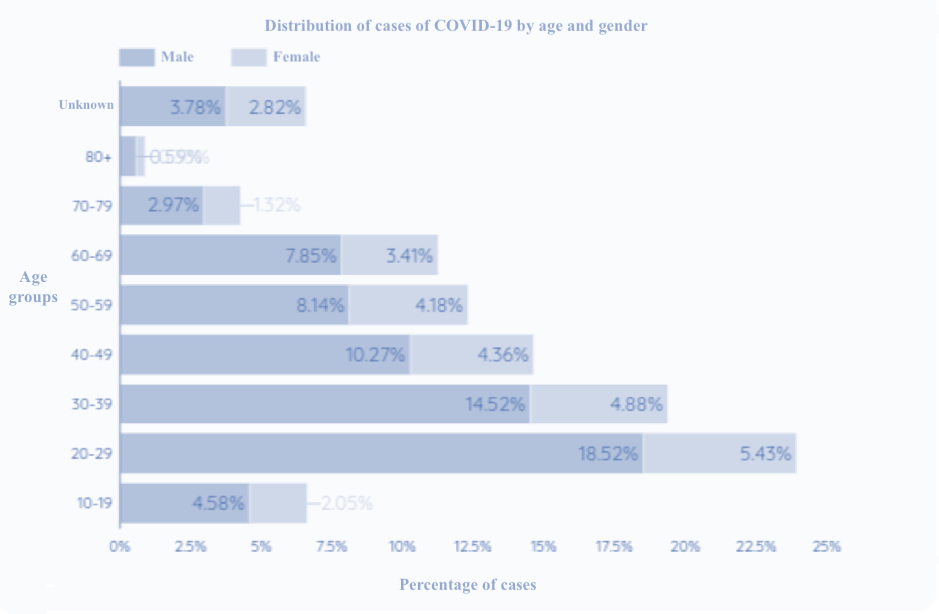 Distribution of cases of COVID-19 by age and gender
Male Female
Unknown 3.78% 2.82%
80+
70-79 2.97% 1.32%
60-69 7.85% 3.41%
Age groups
50-59 8.14% 4.18%
40-49 10.27% 4.36%
30-39 14.52% 4.88%
20-29 18.52% 5.43%
10-19 4.58% 2.05%
0% 2.5% 5% 7.5% 10% 12.5% 15% 17.5% 20% 22.5% 25%
Percentage of cases